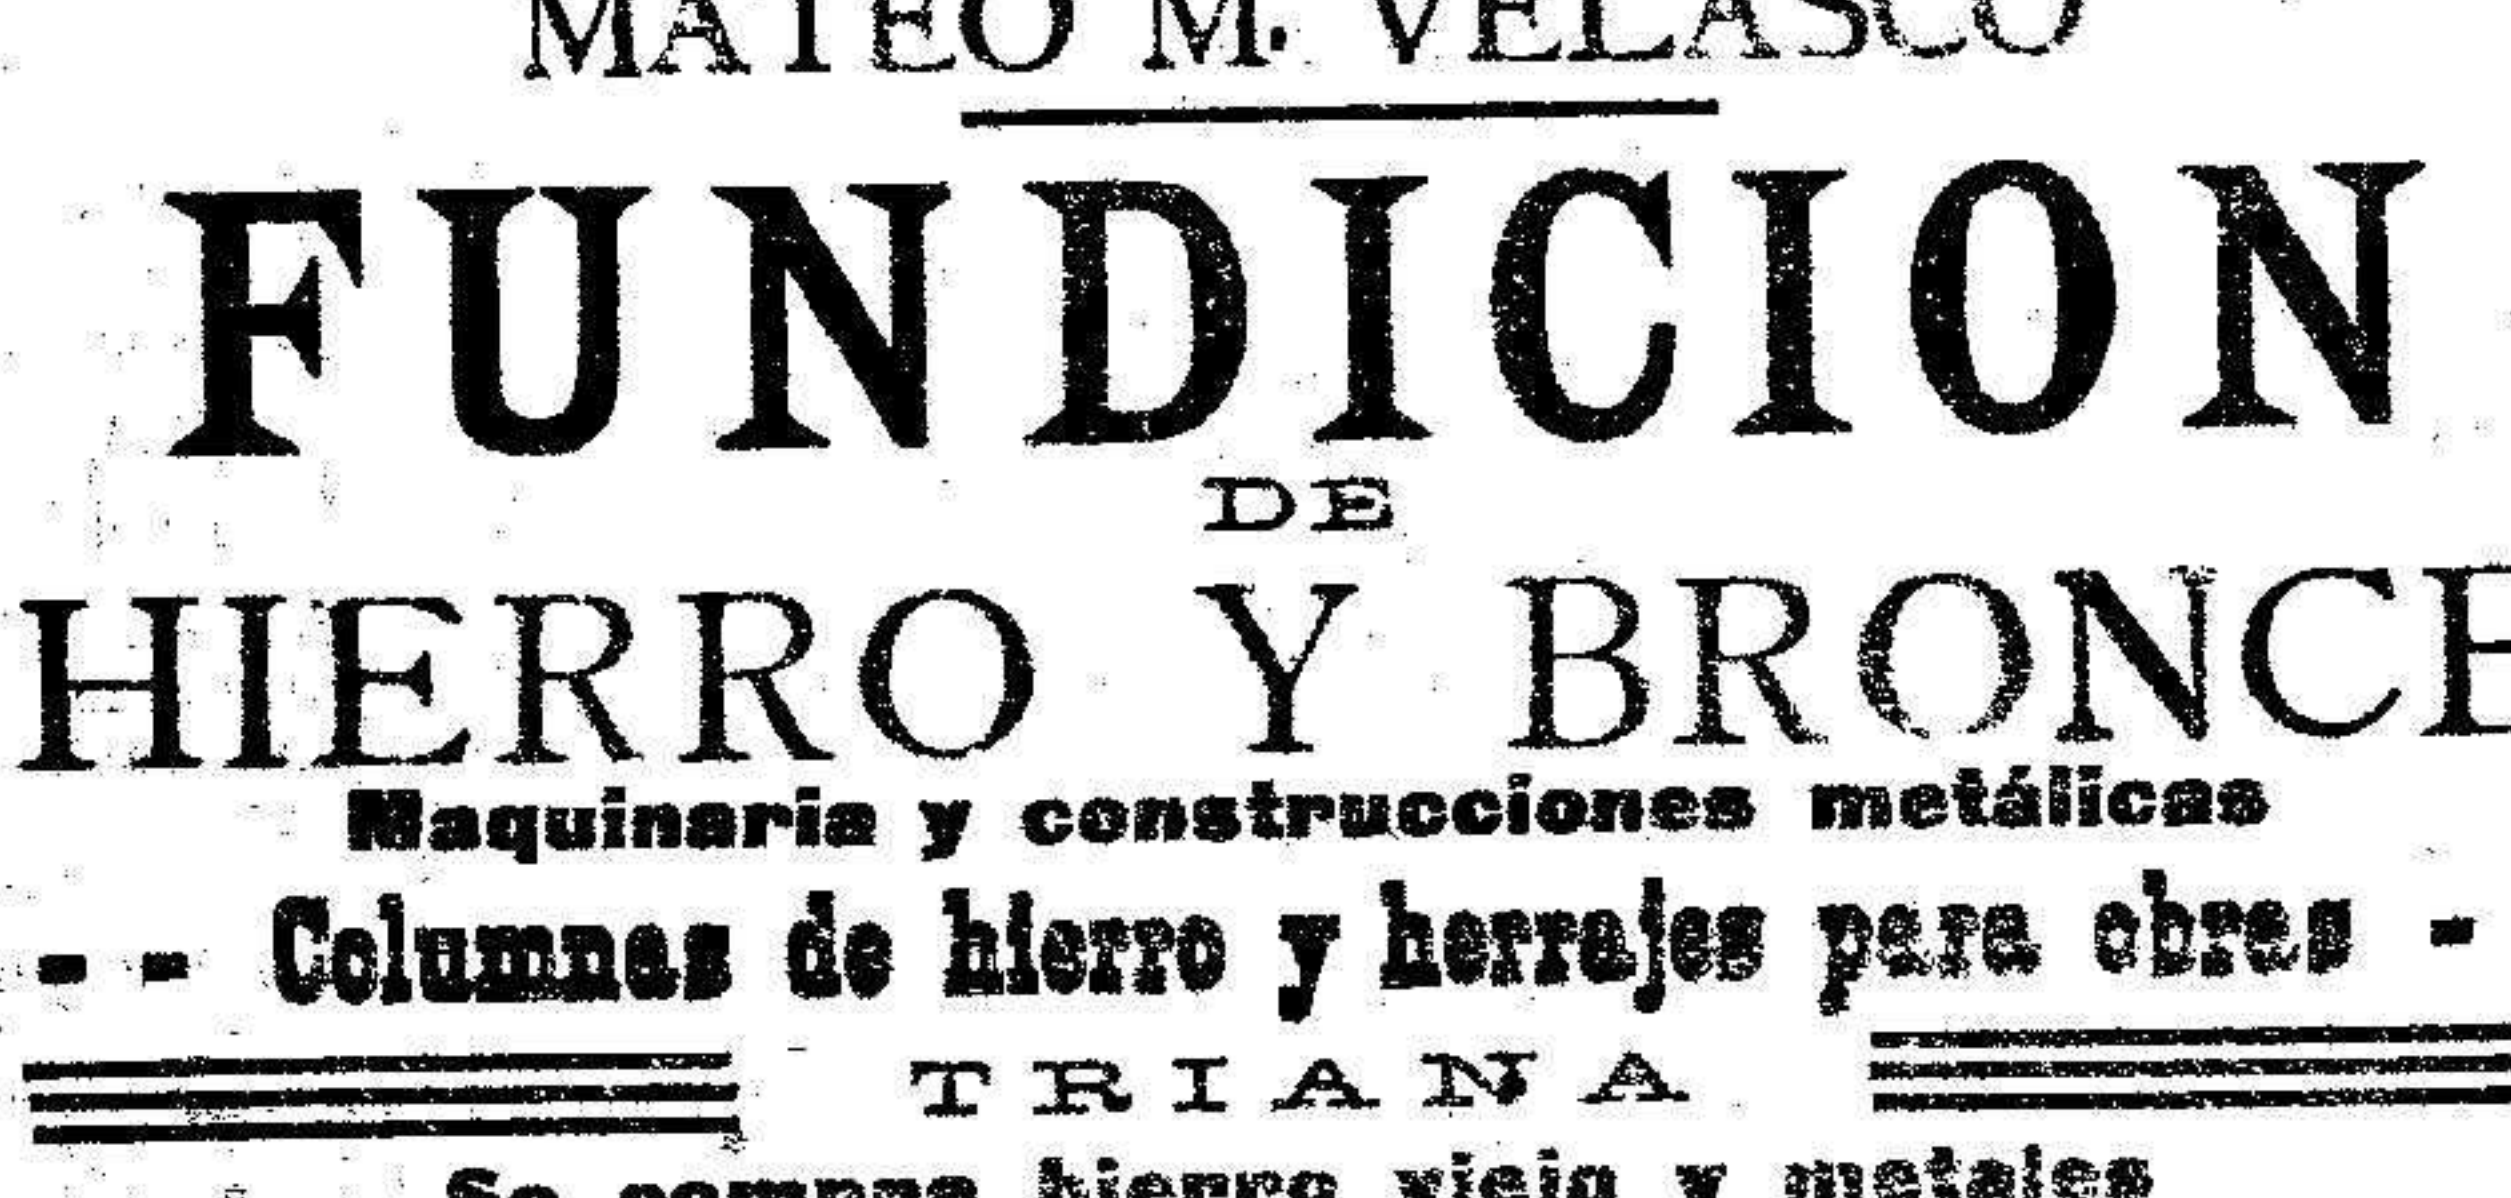 MATEO M. VELASCO
FUNDICION
DE
HIERRO Y BRONCE
Maquinaria y construcciones metálicas
- - Columnas de hierro y herrajes para obras -
TRIANA
Se compra hierro viejo y metales